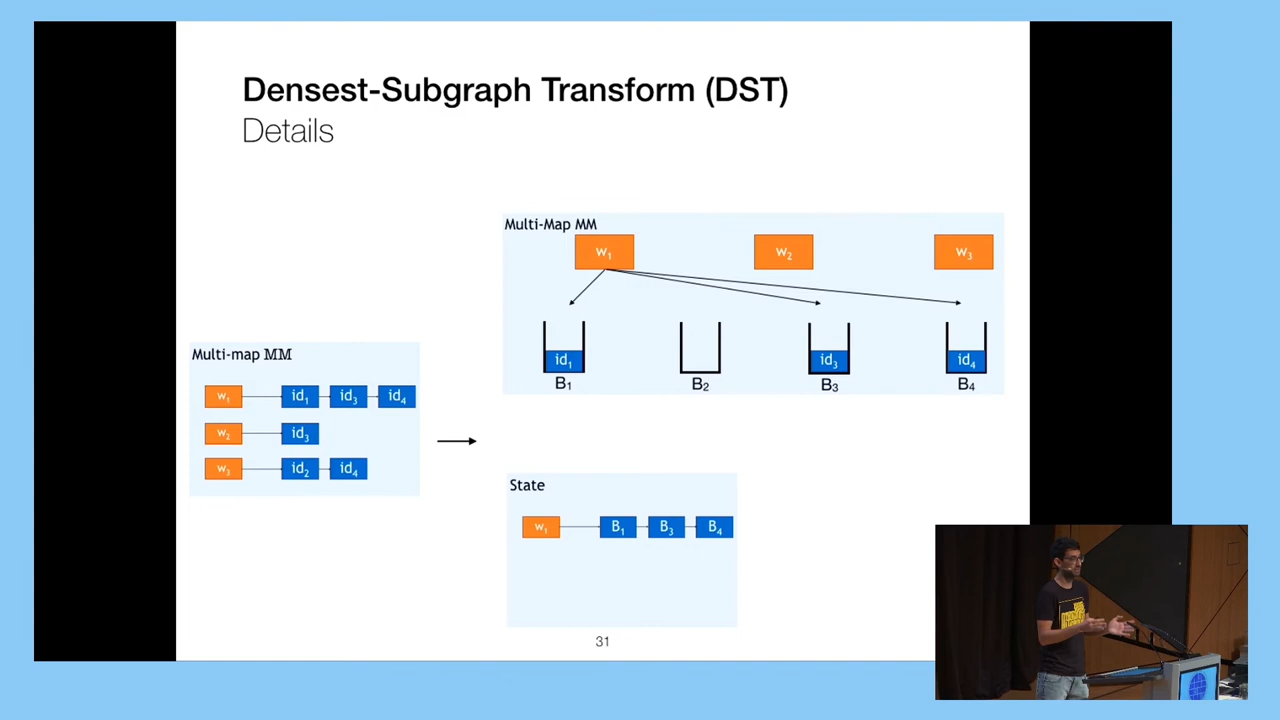 Densest-Subgraph Transform (DST)
Details
Multi-Map MM
w₁ w₂ w₃
id₁ id₃ id₄
B₁ B₂ B₃ B₄
Multi-map MM
w₁ id₁ id₃ id₄
w₂ id₃
w₃ id₂ id₄
State
w₁ B₁ B₃ B₄
31